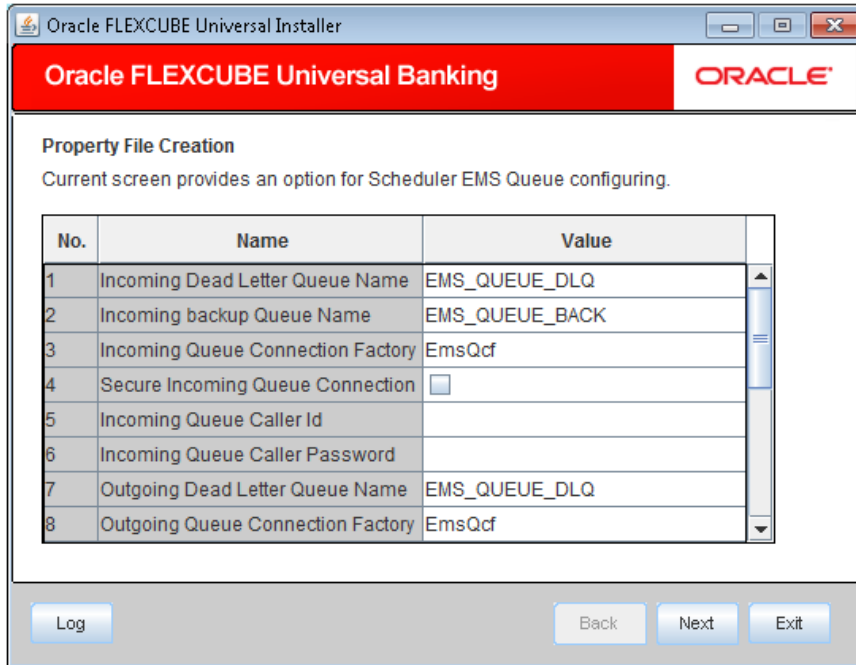 Oracle FLEXCUBE Universal Installer
Oracle FLEXCUBE Universal Banking
ORACLE
Property File Creation
Current screen provides an option for Scheduler EMS Queue configuring.
No. Name Value
1 Incoming Dead Letter Queue Name EMS_QUEUE_DLQ
2 Incoming backup Queue Name EMS_QUEUE_BACK
3 Incoming Queue Connection Factory EmsQcf
4 Secure Incoming Queue Connection
5 Incoming Queue Caller Id
6 Incoming Queue Caller Password
7 Outgoing Dead Letter Queue Name EMS_QUEUE_DLQ
8 Outgoing Queue Connection Factory EmsQcf
Log Back Next Exit